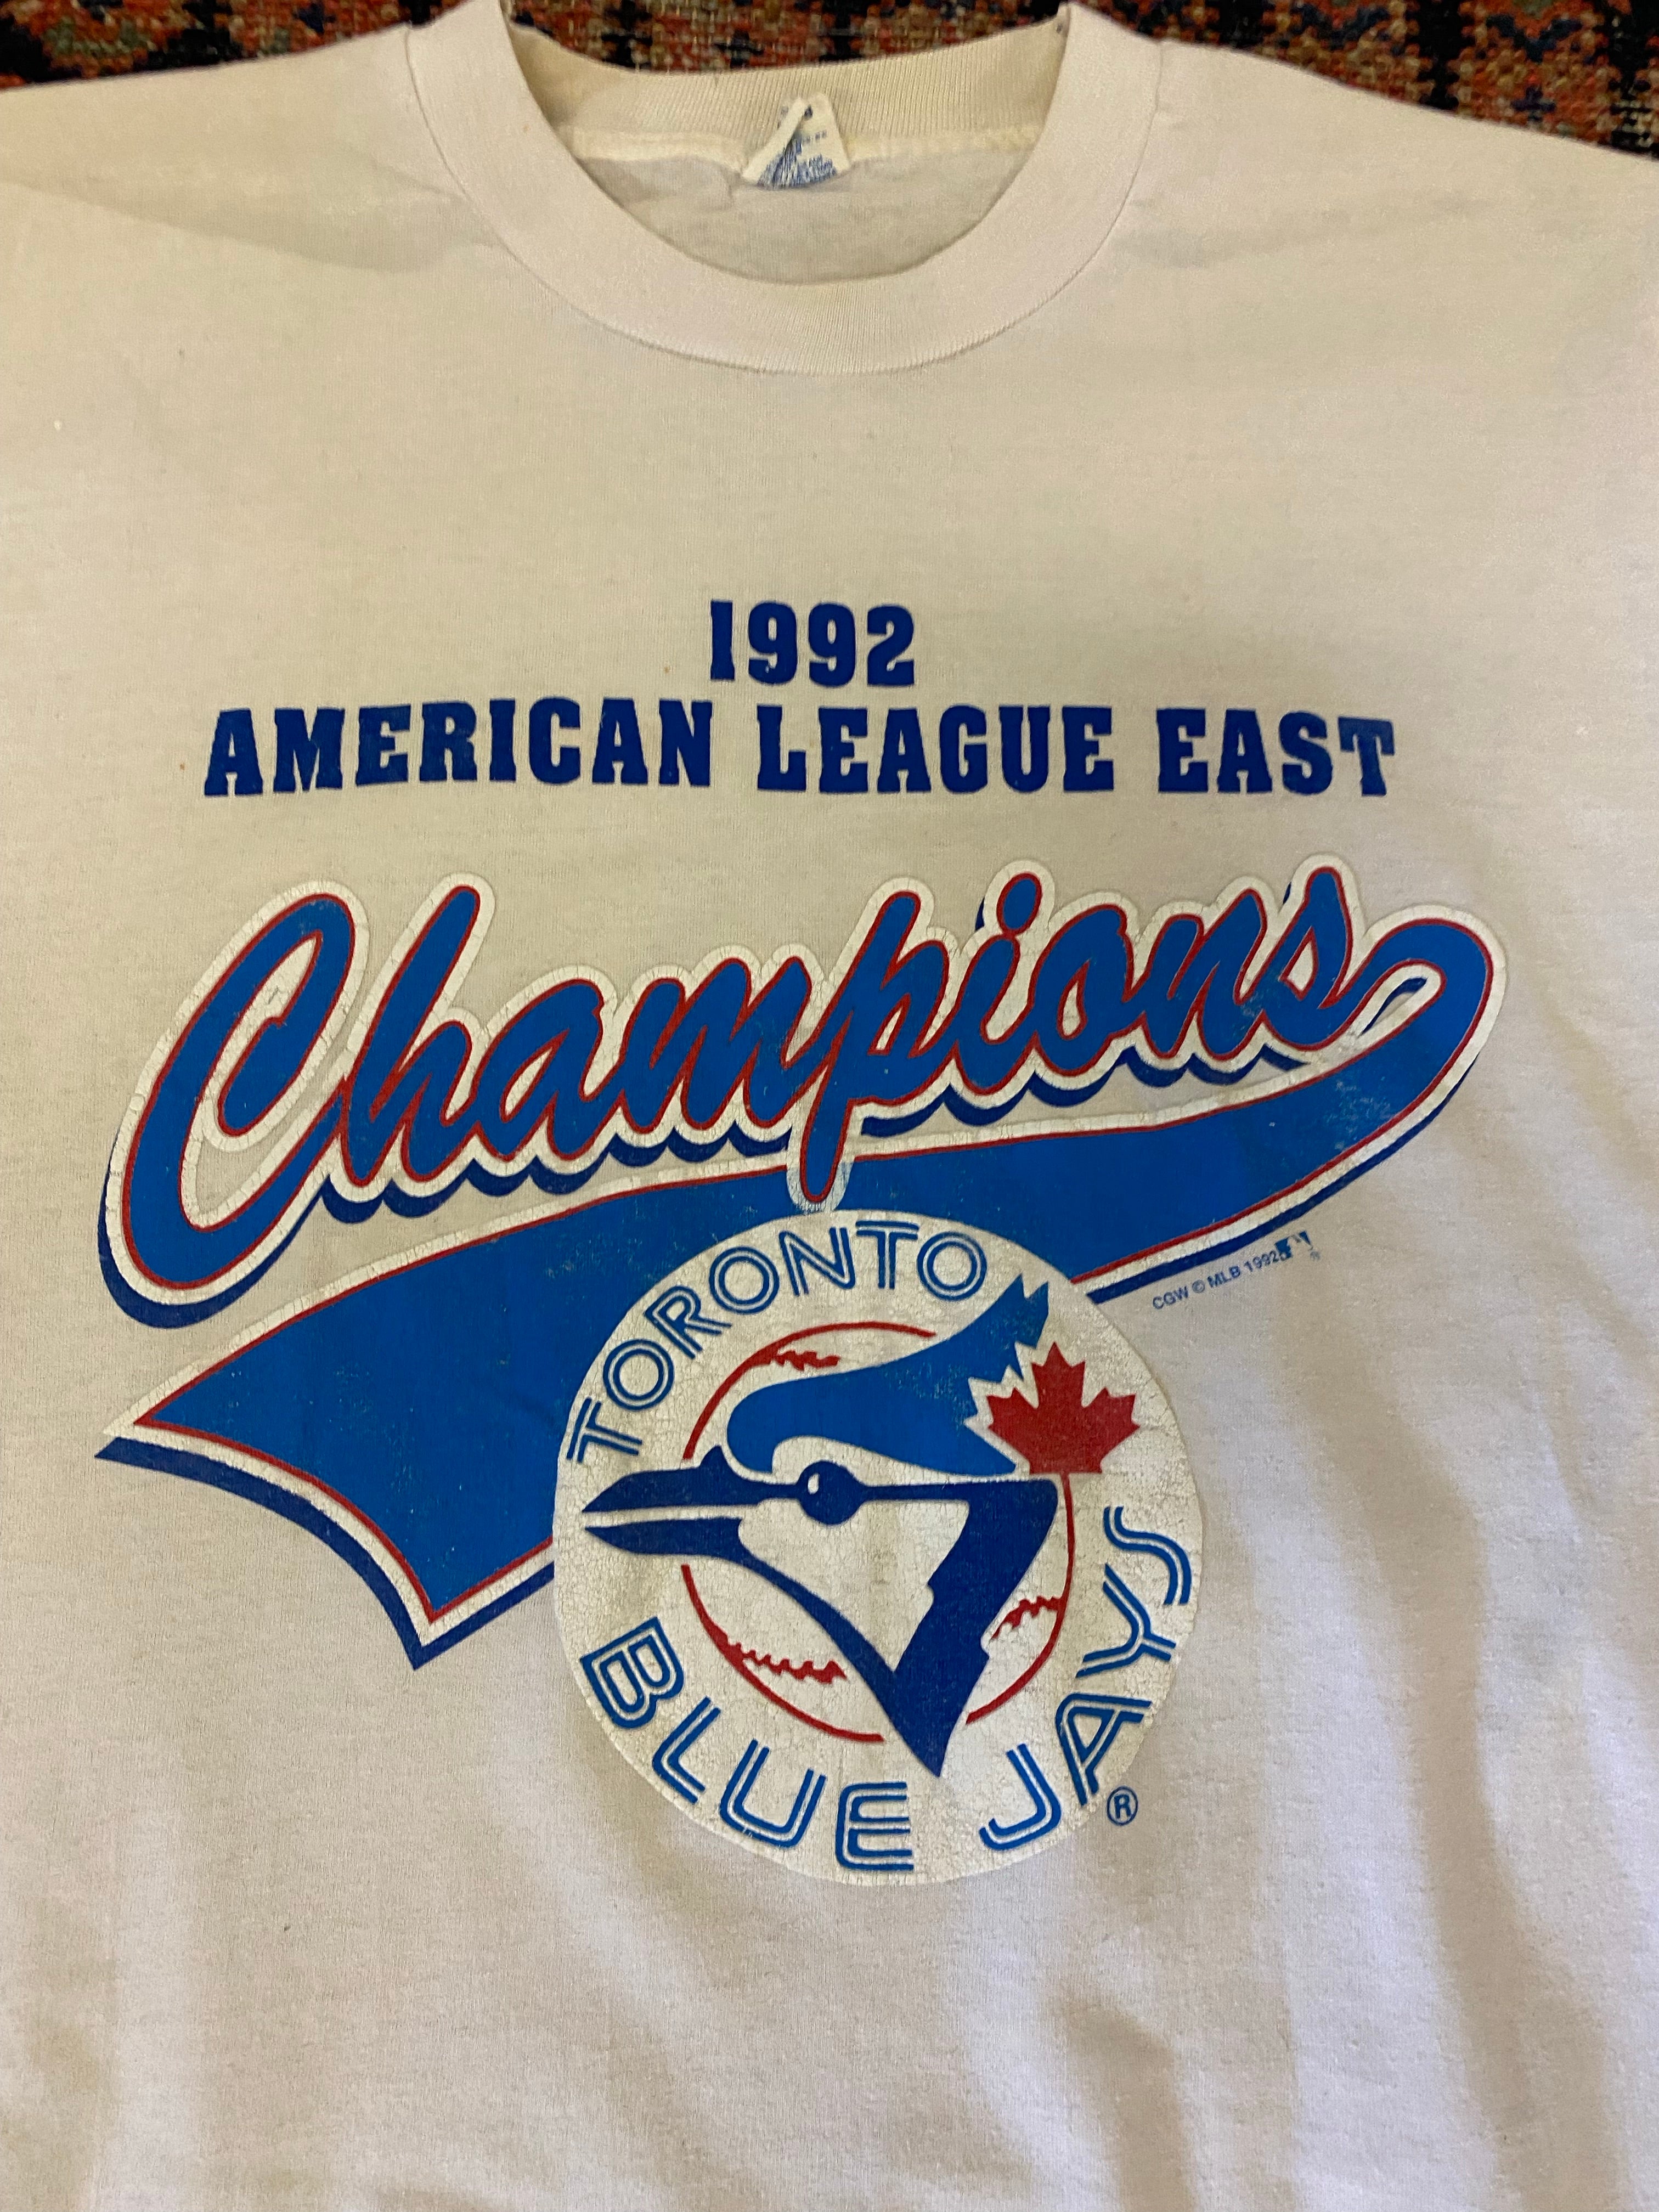 1992
AMERICAN LEAGUE EAST
Champions
CGW © MLB 1992
TORONTO
BLUE JAYS ®